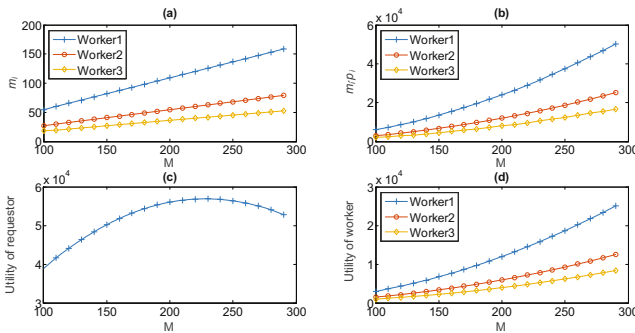 (a)
200
150
100
50
0
m_i
Worker1
Worker2
Worker3
100 150 200 250 300
M
(b)
× 10^4
6
4
2
0
m_i p_i
Worker1
Worker2
Worker3
100 150 200 250 300
M
(c)
× 10^4
6
5
4
3
Utility of requestor
100 150 200 250 300
M
(d)
× 10^4
3
2
1
0
Utility of worker
Worker1
Worker2
Worker3
100 150 200 250 300
M